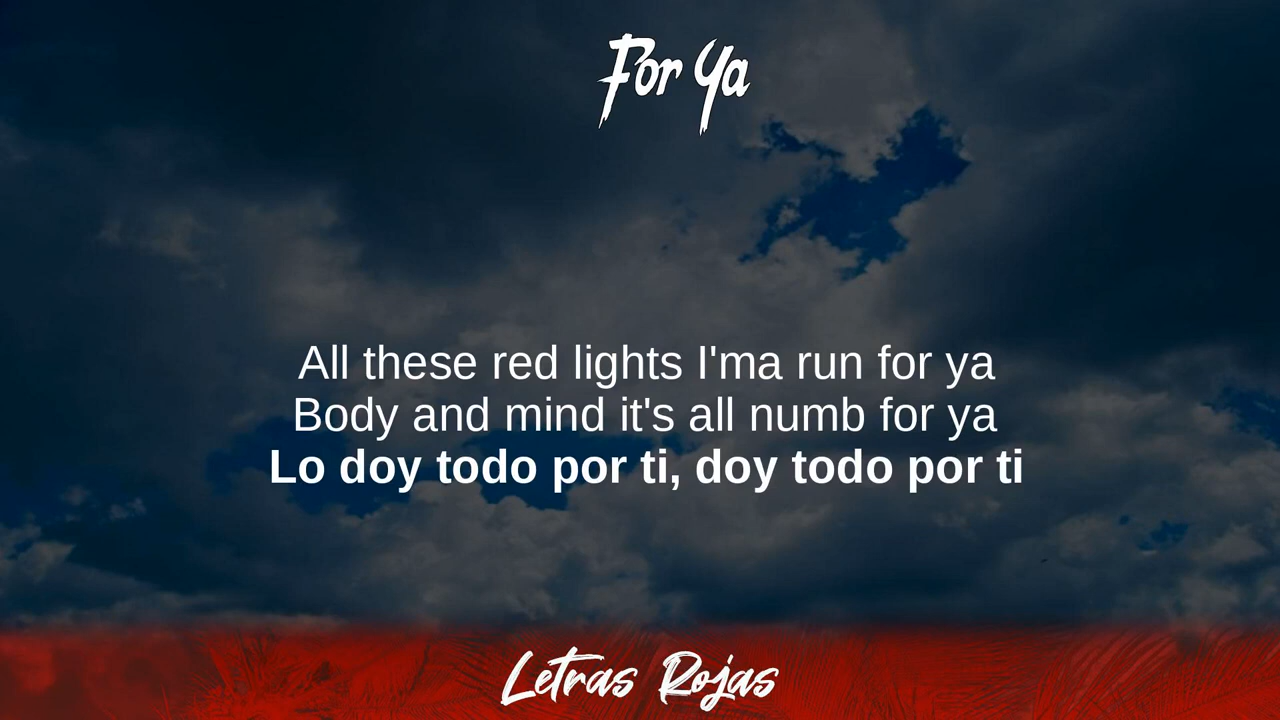 For Ya
All these red lights I'ma run for ya
Body and mind it's all numb for ya
Lo doy todo por ti, doy todo por ti
Letras Rojas